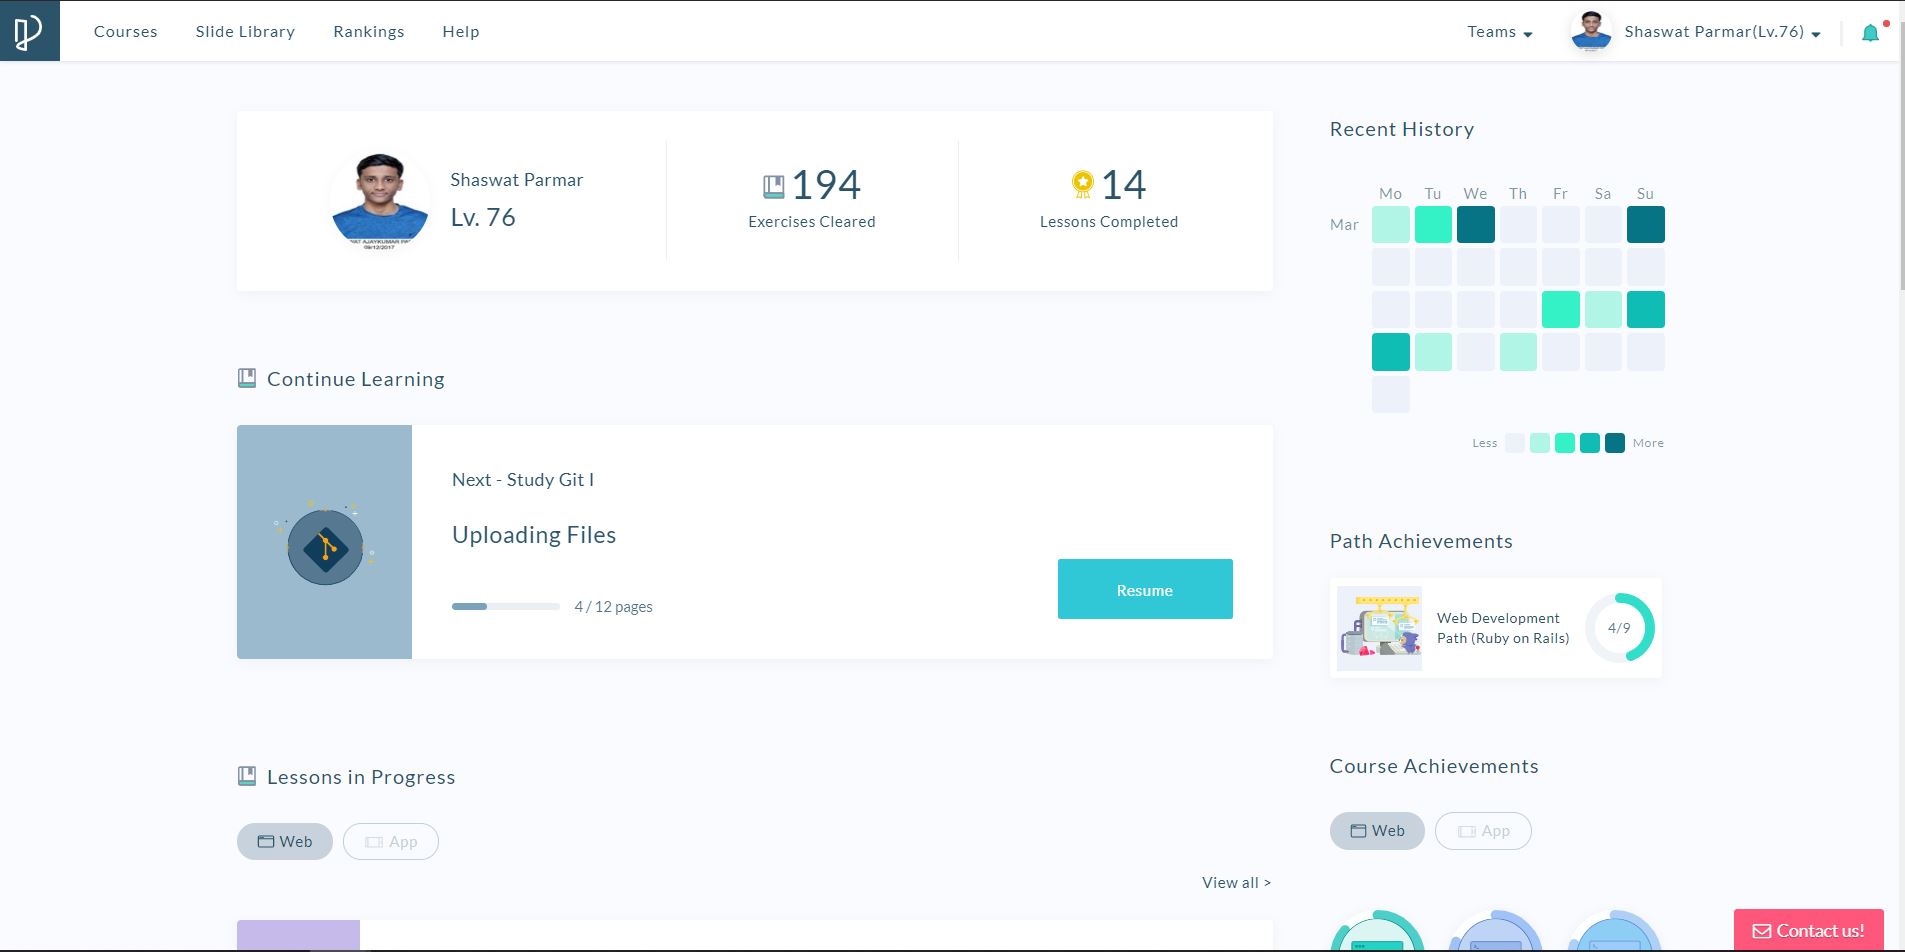 Courses
Slide Library
Rankings
Help
Teams
Shaswat Parmar(Lv.76)
Shaswat Parmar
Lv. 76
194
Exercises Cleared
14
Lessons Completed
Recent History
Mo Tu We Th Fr Sa Su
Mar
Less
More
Continue Learning
Next - Study Git I
Uploading Files
4 / 12 pages
Resume
Path Achievements
Web Development
Path (Ruby on Rails)
4/9
Lessons in Progress
Web
App
View all >
Course Achievements
Web
App
Contact us!